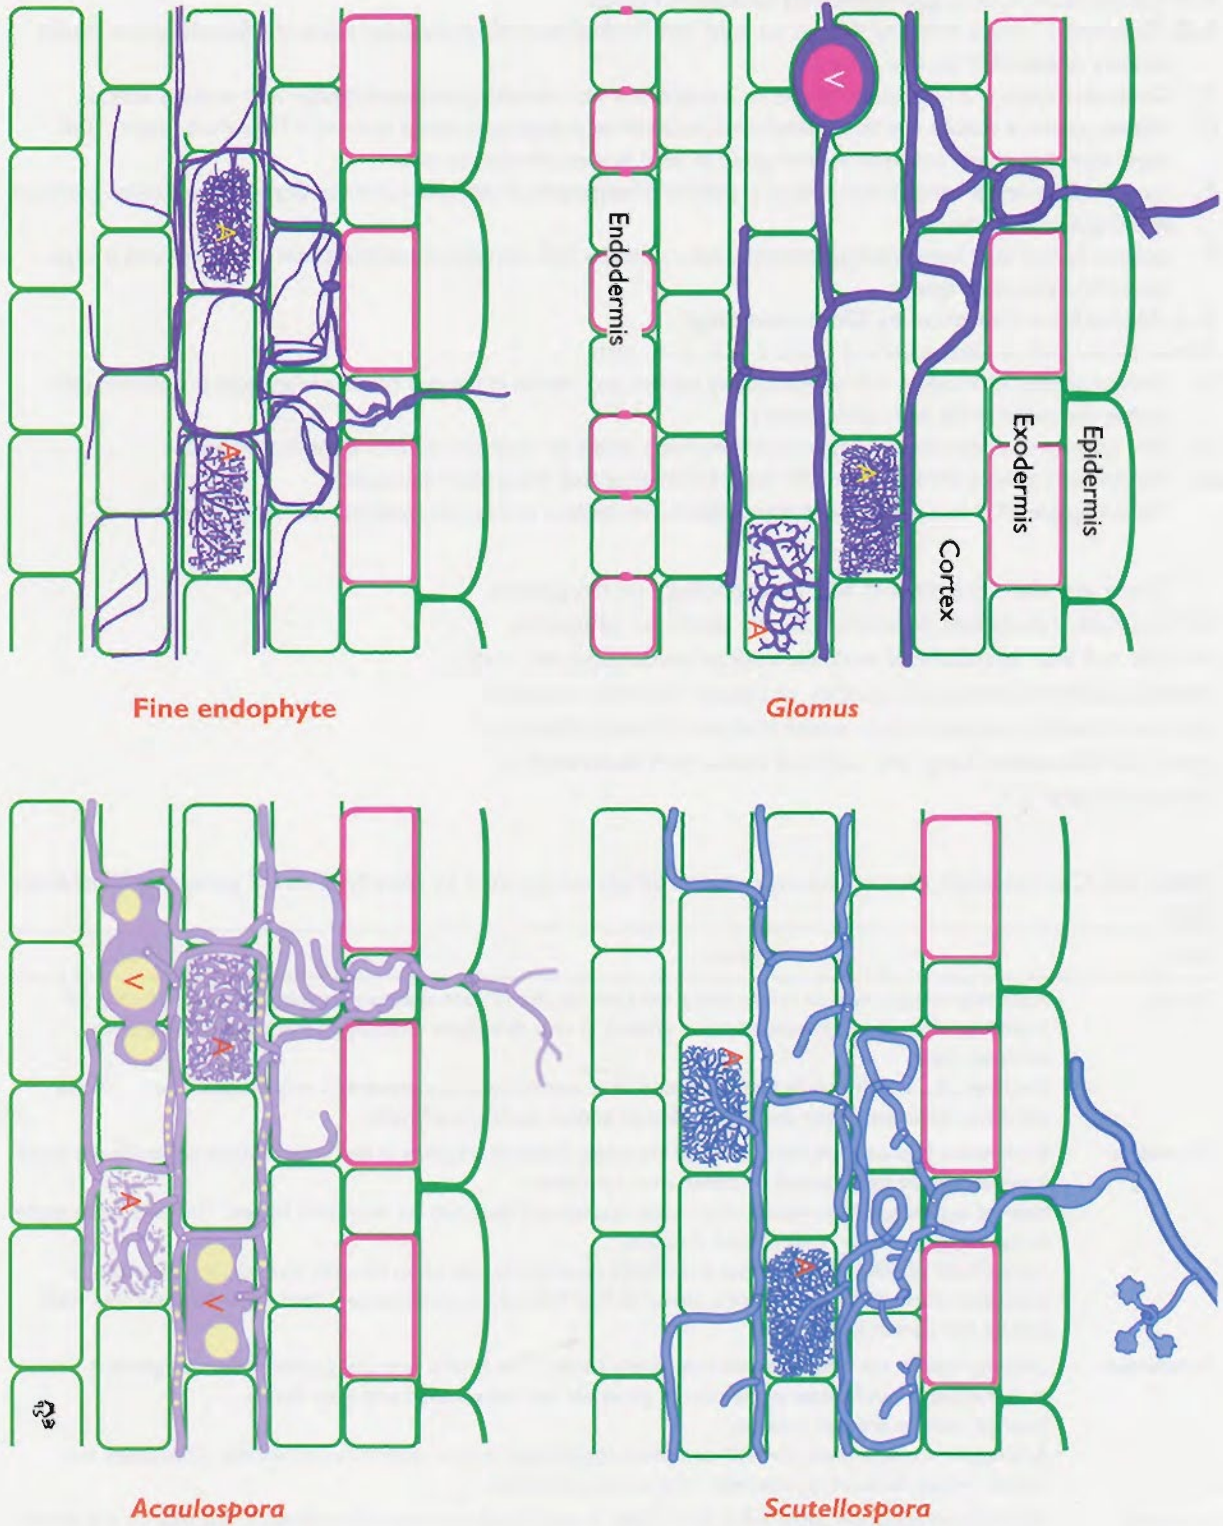 V
A
A
A
A
Endodermis
Cortex
Exodermis
Epidermis
Fine endophyte
Glomus
V
A
A
V
A
A
Acaulospora
Scutellospora